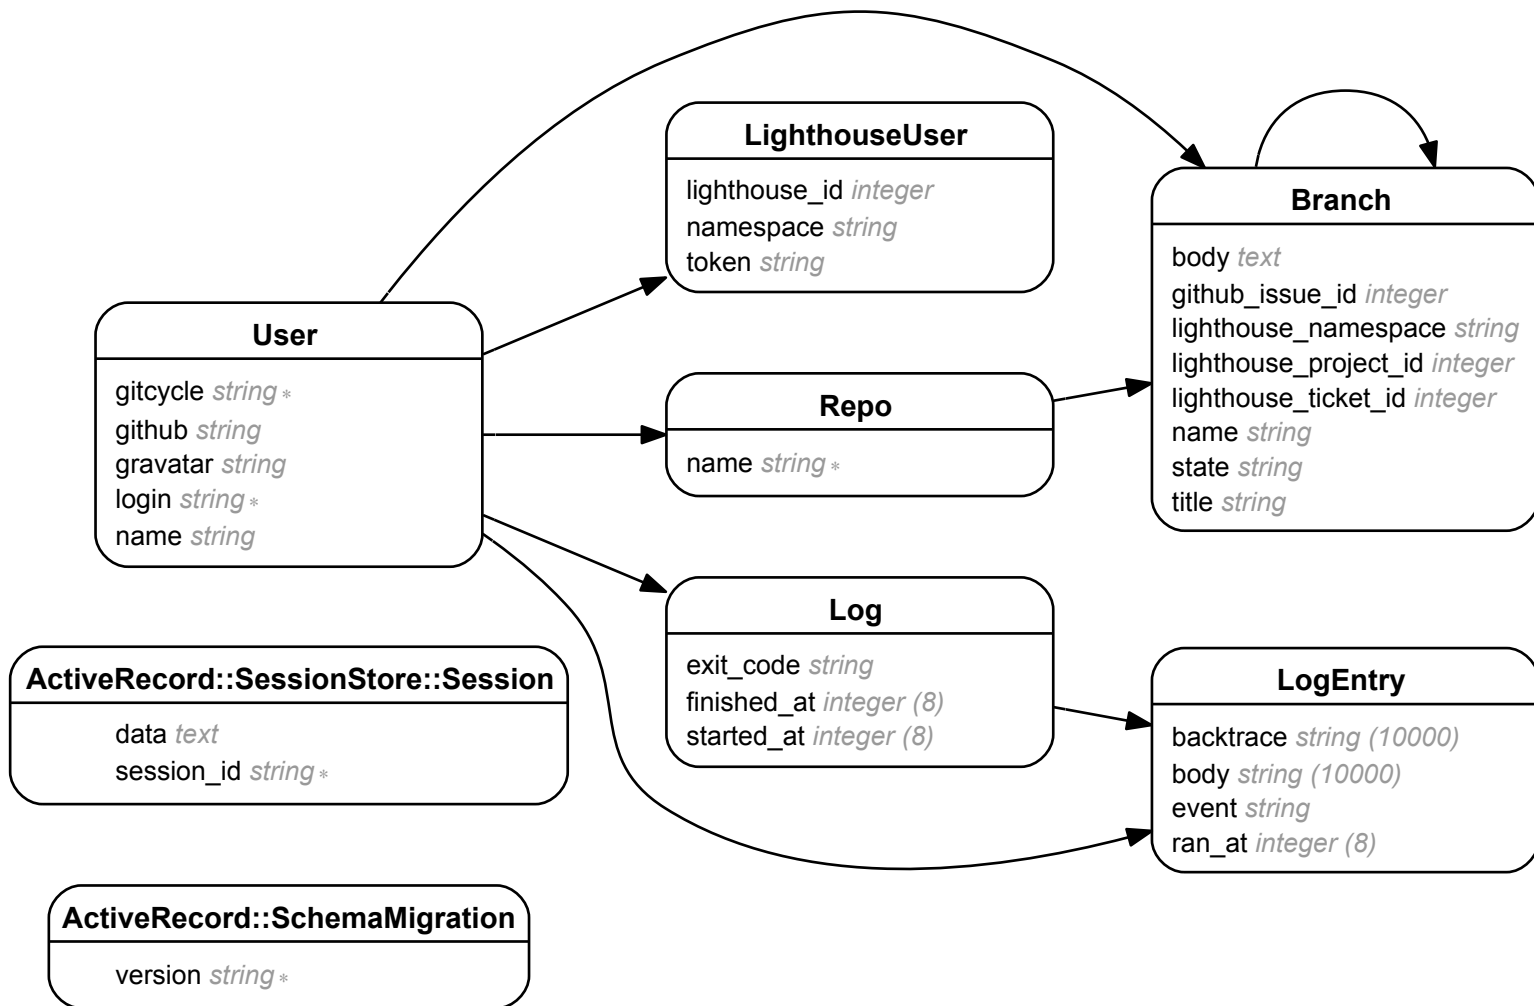 LighthouseUser
lighthouse_id integer
namespace string
token string
Branch
body text
github_issue_id integer
lighthouse_namespace string
lighthouse_project_id integer
lighthouse_ticket_id integer
name string
state string
title string
User
gitcycle string *
github string
gravatar string
login string *
name string
Repo
name string *
Log
exit_code string
finished_at integer (8)
started_at integer (8)
ActiveRecord::SessionStore::Session
data text
session_id string *
LogEntry
backtrace string (10000)
body string (10000)
event string
ran_at integer (8)
ActiveRecord::SchemaMigration
version string *